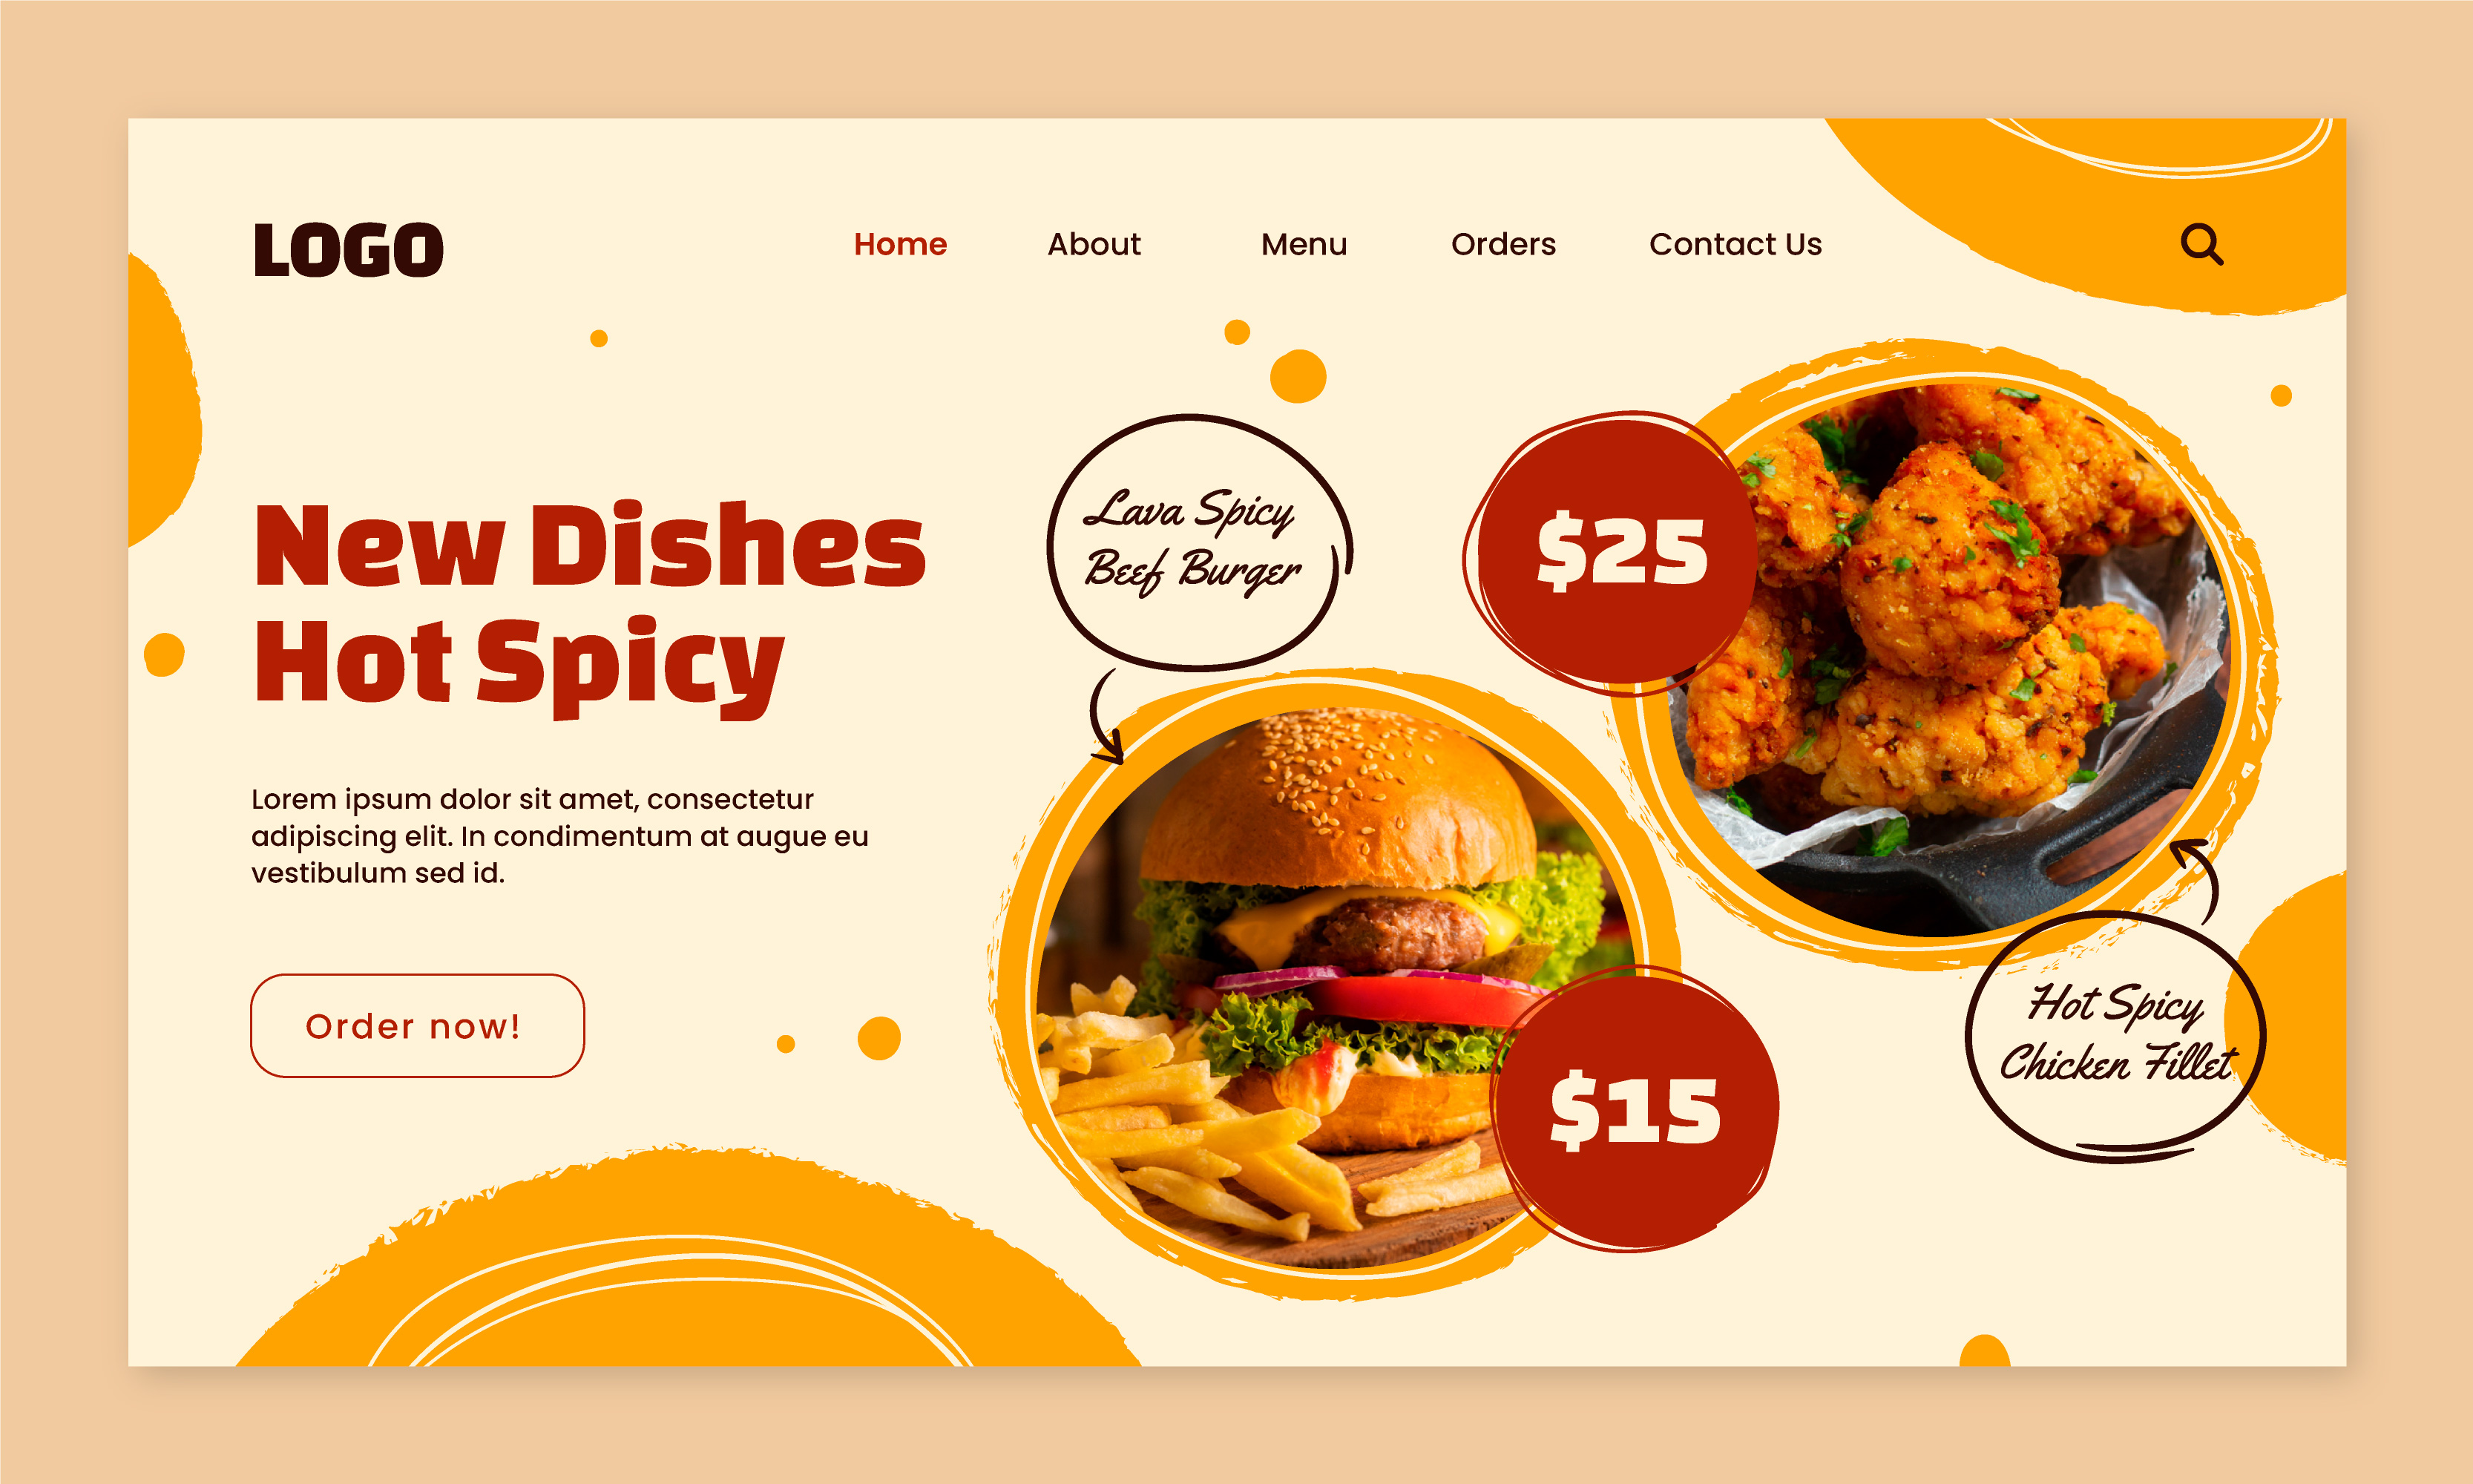 LOGO
Home
About
Menu
Orders
Contact Us
New Dishes
Hot Spicy
Lorem ipsum dolor sit amet, consectetur
adipiscing elit. In condimentum at augue eu
vestibulum sed id.
Order now!
Lava Spicy
Beef Burger
$25
$15
Hot Spicy
Chicken Fillet